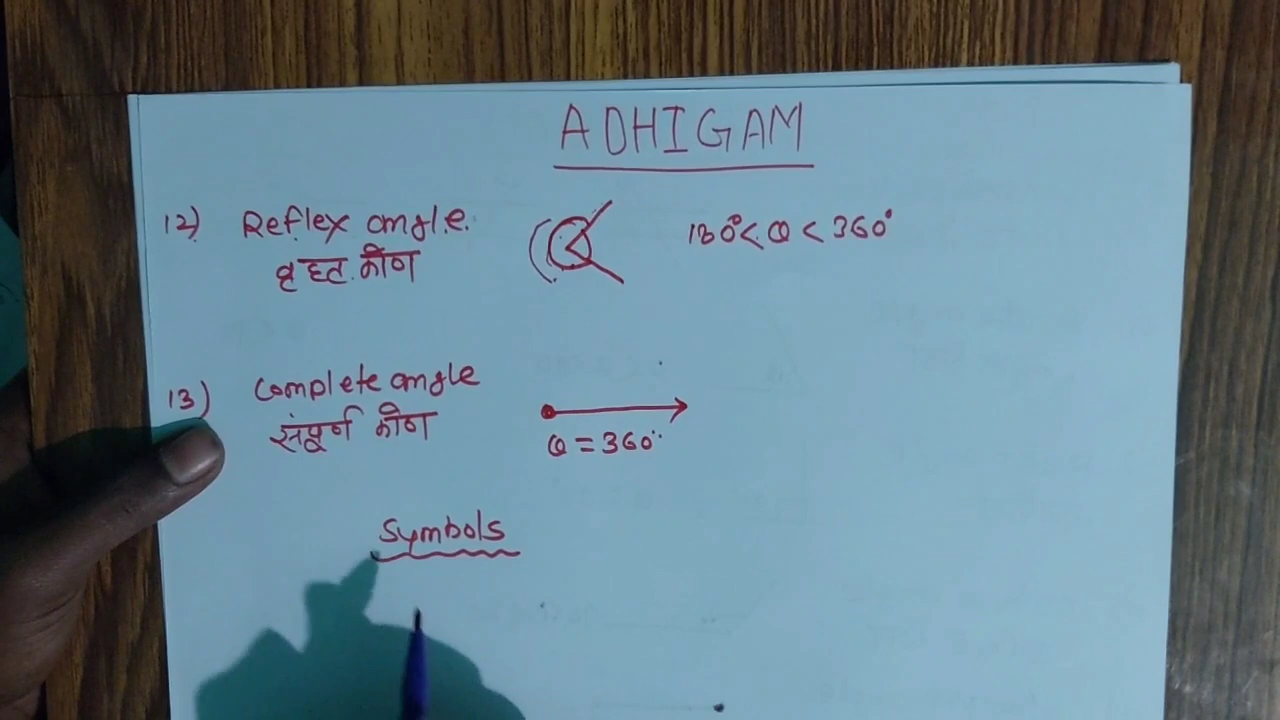 ADHIGAM
12) Reflex angle. 180°< θ < 360°
वृहत कोण
13) Complete angle
संपूर्ण कोण
θ = 360°
Symbols